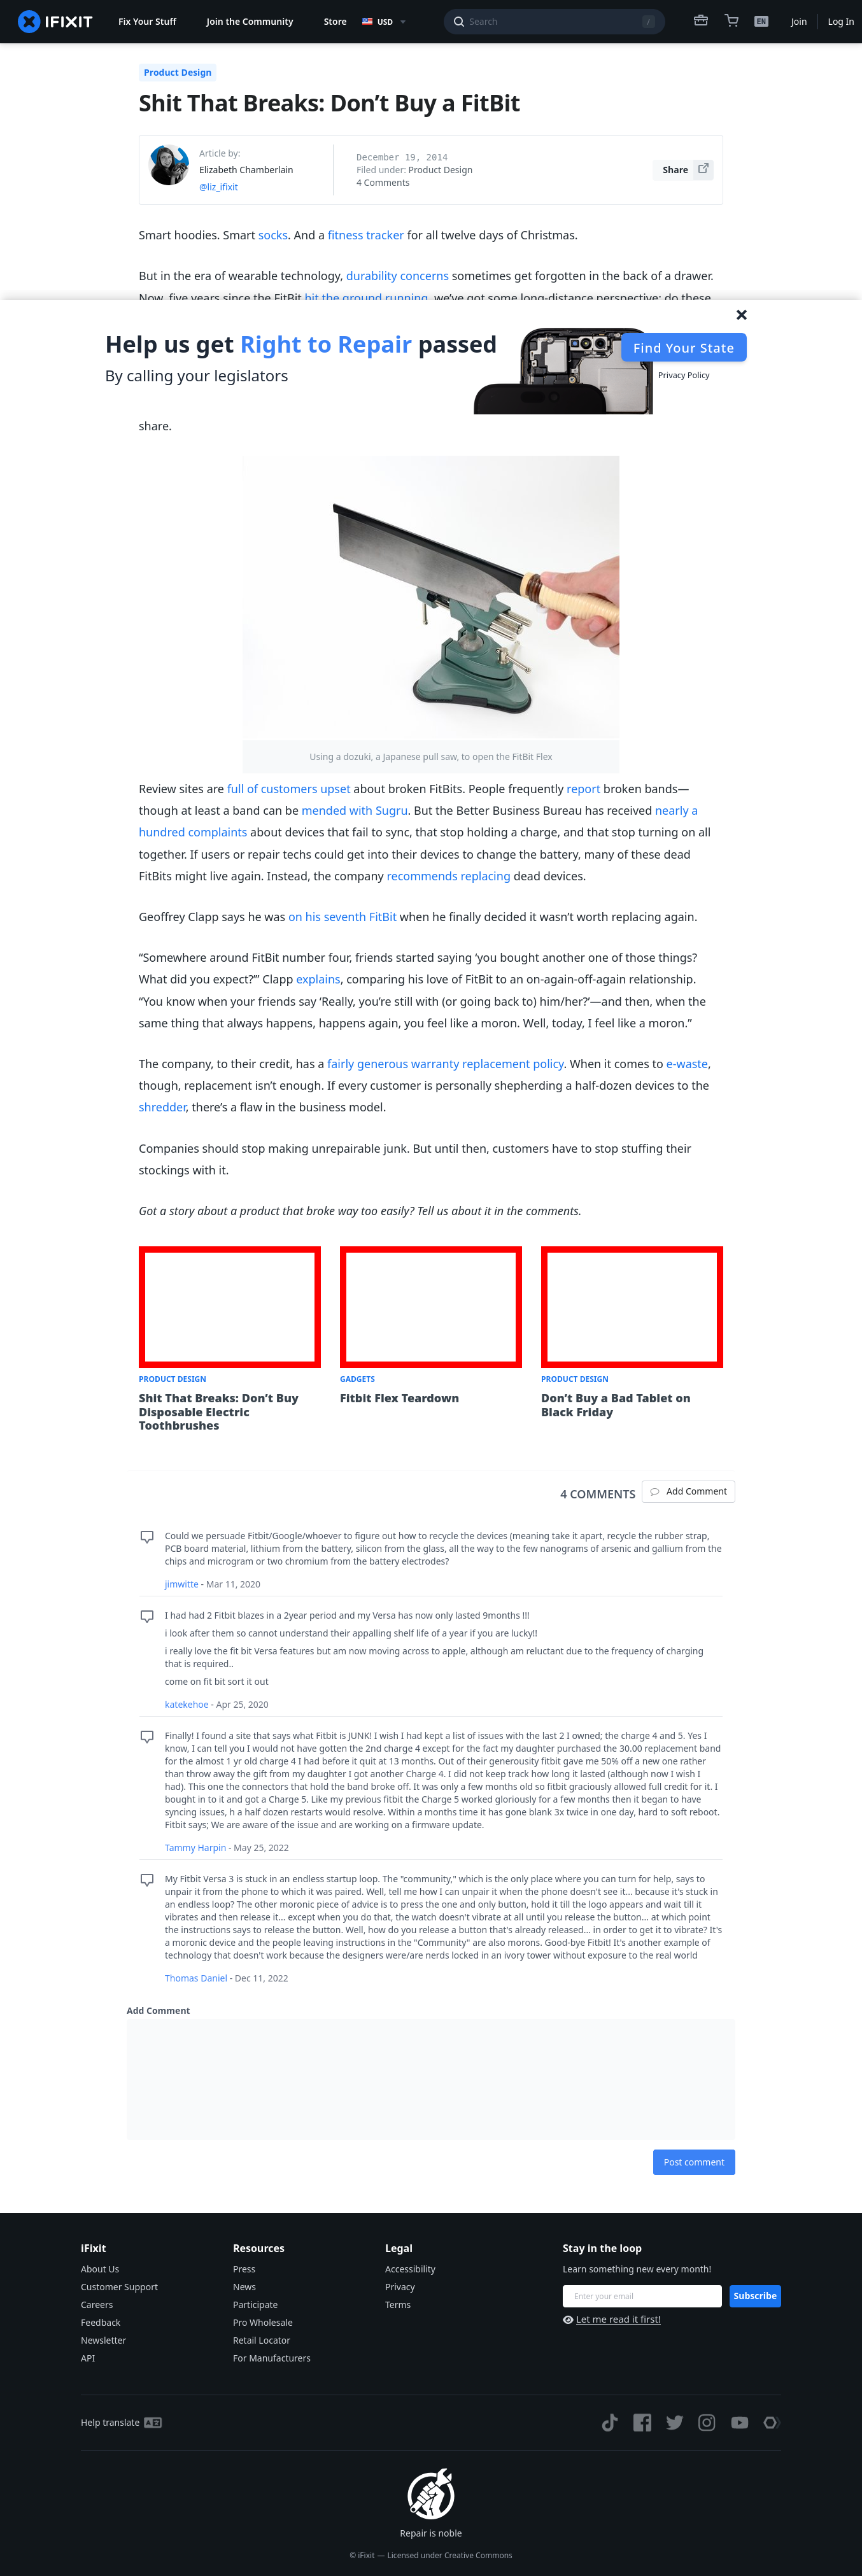 IFIXIT
Fix Your Stuff
Join the Community
Store
USD
Search
/
EN
Join
Log In
Product Design
Shit That Breaks: Don’t Buy a FitBit
Article by:
Elizabeth Chamberlain
@liz_ifixit
December 19, 2014
Filed under: Product Design
4 Comments
Share
Smart hoodies. Smart socks. And a fitness tracker for all twelve days of Christmas.
But in the era of wearable technology, durability concerns sometimes get forgotten in the back of a drawer.
Now, five years since the FitBit hit the ground running, we’ve got some long-distance perspective: do these
Help us get Right to Repair passed
By calling your legislators
Find Your State
Privacy Policy
share.
Using a dozuki, a Japanese pull saw, to open the FitBit Flex
Review sites are full of customers upset about broken FitBits. People frequently report broken bands—
though at least a band can be mended with Sugru. But the Better Business Bureau has received nearly a
hundred complaints about devices that fail to sync, that stop holding a charge, and that stop turning on all
together. If users or repair techs could get into their devices to change the battery, many of these dead
FitBits might live again. Instead, the company recommends replacing dead devices.
Geoffrey Clapp says he was on his seventh FitBit when he finally decided it wasn’t worth replacing again.
“Somewhere around FitBit number four, friends started saying ‘you bought another one of those things?
What did you expect?’” Clapp explains, comparing his love of FitBit to an on-again-off-again relationship.
“You know when your friends say ‘Really, you’re still with (or going back to) him/her?’—and then, when the
same thing that always happens, happens again, you feel like a moron. Well, today, I feel like a moron.”
The company, to their credit, has a fairly generous warranty replacement policy. When it comes to e-waste,
though, replacement isn’t enough. If every customer is personally shepherding a half-dozen devices to the
shredder, there’s a flaw in the business model.
Companies should stop making unrepairable junk. But until then, customers have to stop stuffing their
stockings with it.
Got a story about a product that broke way too easily? Tell us about it in the comments.
PRODUCT DESIGN
Shit That Breaks: Don’t Buy
Disposable Electric
Toothbrushes
GADGETS
Fitbit Flex Teardown
PRODUCT DESIGN
Don’t Buy a Bad Tablet on
Black Friday
4 COMMENTS
Add Comment
Could we persuade Fitbit/Google/whoever to figure out how to recycle the devices (meaning take it apart, recycle the rubber strap,
PCB board material, lithium from the battery, silicon from the glass, all the way to the few nanograms of arsenic and gallium from the
chips and microgram or two chromium from the battery electrodes?
jimwitte - Mar 11, 2020
I had had 2 Fitbit blazes in a 2year period and my Versa has now only lasted 9months !!!
i look after them so cannot understand their appalling shelf life of a year if you are lucky!!
i really love the fit bit Versa features but am now moving across to apple, although am reluctant due to the frequency of charging
that is required..
come on fit bit sort it out
katekehoe - Apr 25, 2020
Finally! I found a site that says what Fitbit is JUNK! I wish I had kept a list of issues with the last 2 I owned; the charge 4 and 5. Yes I
know, I can tell you I would not have gotten the 2nd charge 4 except for the fact my daughter purchased the 30.00 replacement band
for the almost 1 yr old charge 4 I had before it quit at 13 months. Out of their generousity fitbit gave me 50% off a new one rather
than throw away the gift from my daughter I got another Charge 4. I did not keep track how long it lasted (although now I wish I
had). This one the connectors that hold the band broke off. It was only a few months old so fitbit graciously allowed full credit for it. I
bought in to it and got a Charge 5. Like my previous fitbit the Charge 5 worked gloriously for a few months then it began to have
syncing issues, h a half dozen restarts would resolve. Within a months time it has gone blank 3x twice in one day, hard to soft reboot.
Fitbit says; We are aware of the issue and are working on a firmware update.
Tammy Harpin - May 25, 2022
My Fitbit Versa 3 is stuck in an endless startup loop. The "community," which is the only place where you can turn for help, says to
unpair it from the phone to which it was paired. Well, tell me how I can unpair it when the phone doesn't see it... because it's stuck in
an endless loop? The other moronic piece of advice is to press the one and only button, hold it till the logo appears and wait till it
vibrates and then release it... except when you do that, the watch doesn't vibrate at all until you release the button... at which point
the instructions says to release the button. Well, how do you release a button that's already released... in order to get it to vibrate? It's
a moronic device and the people leaving instructions in the "Community" are also morons. Good-bye Fitbit! It's another example of
technology that doesn't work because the designers were/are nerds locked in an ivory tower without exposure to the real world
Thomas Daniel - Dec 11, 2022
Add Comment
Post comment
iFixit
About Us
Customer Support
Careers
Feedback
Newsletter
API
Resources
Press
News
Participate
Pro Wholesale
Retail Locator
For Manufacturers
Legal
Accessibility
Privacy
Terms
Stay in the loop
Learn something new every month!
Enter your email
Subscribe
Let me read it first!
Help translate
Repair is noble
© iFixit — Licensed under Creative Commons